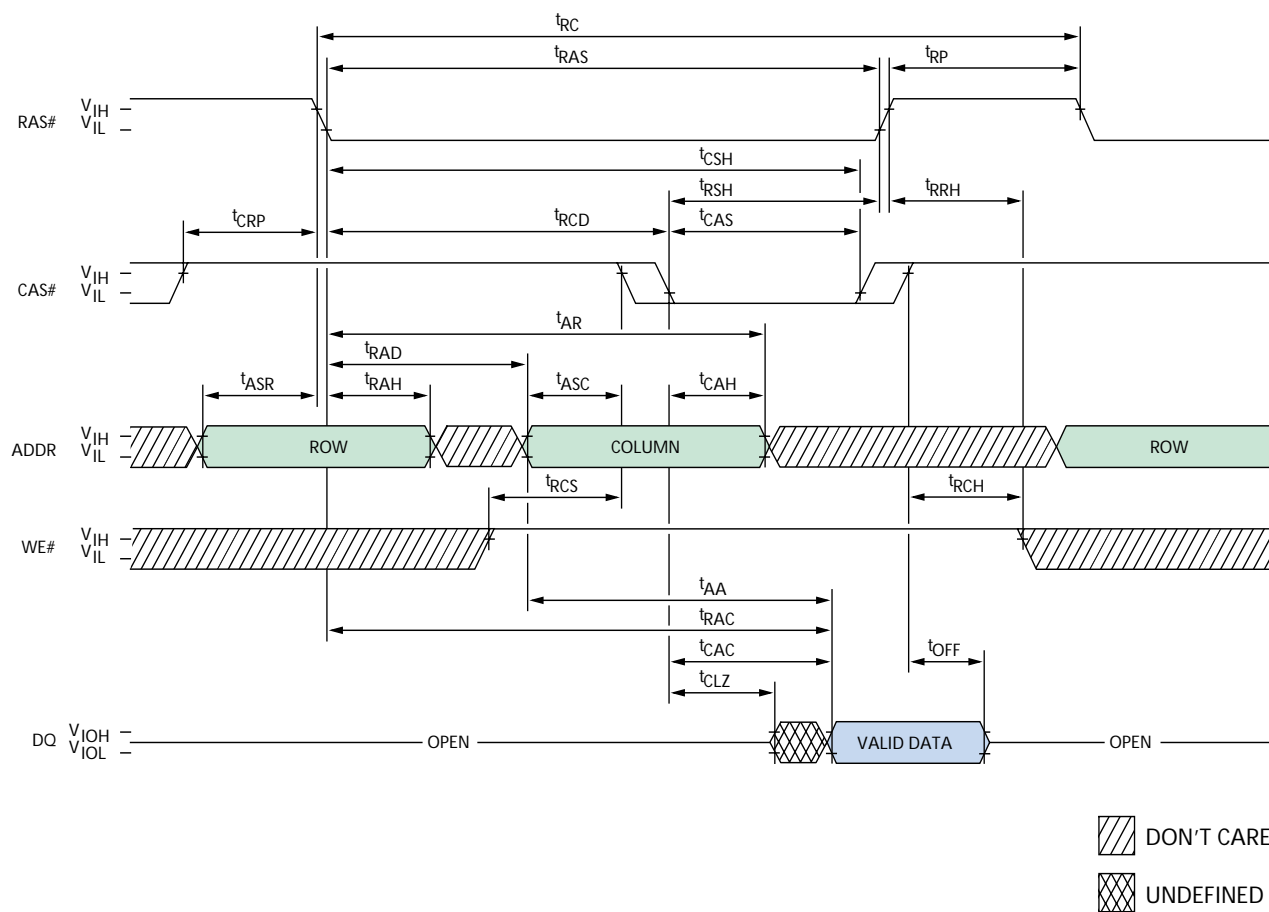 tRC
tRAS
tRP
RAS#
VIH
VIL
tCSH
tRSH
tRRH
tCRP
tRCD
tCAS
CAS#
VIH
VIL
tAR
tRAD
tASR
tRAH
tASC
tCAH
ADDR
VIH
VIL
ROW
COLUMN
ROW
tRCS
tRCH
WE#
VIH
VIL
tAA
tRAC
tCAC
tOFF
tCLZ
DQ
VIOH
VIOL
OPEN
VALID DATA
OPEN
DON'T CARE
UNDEFINED